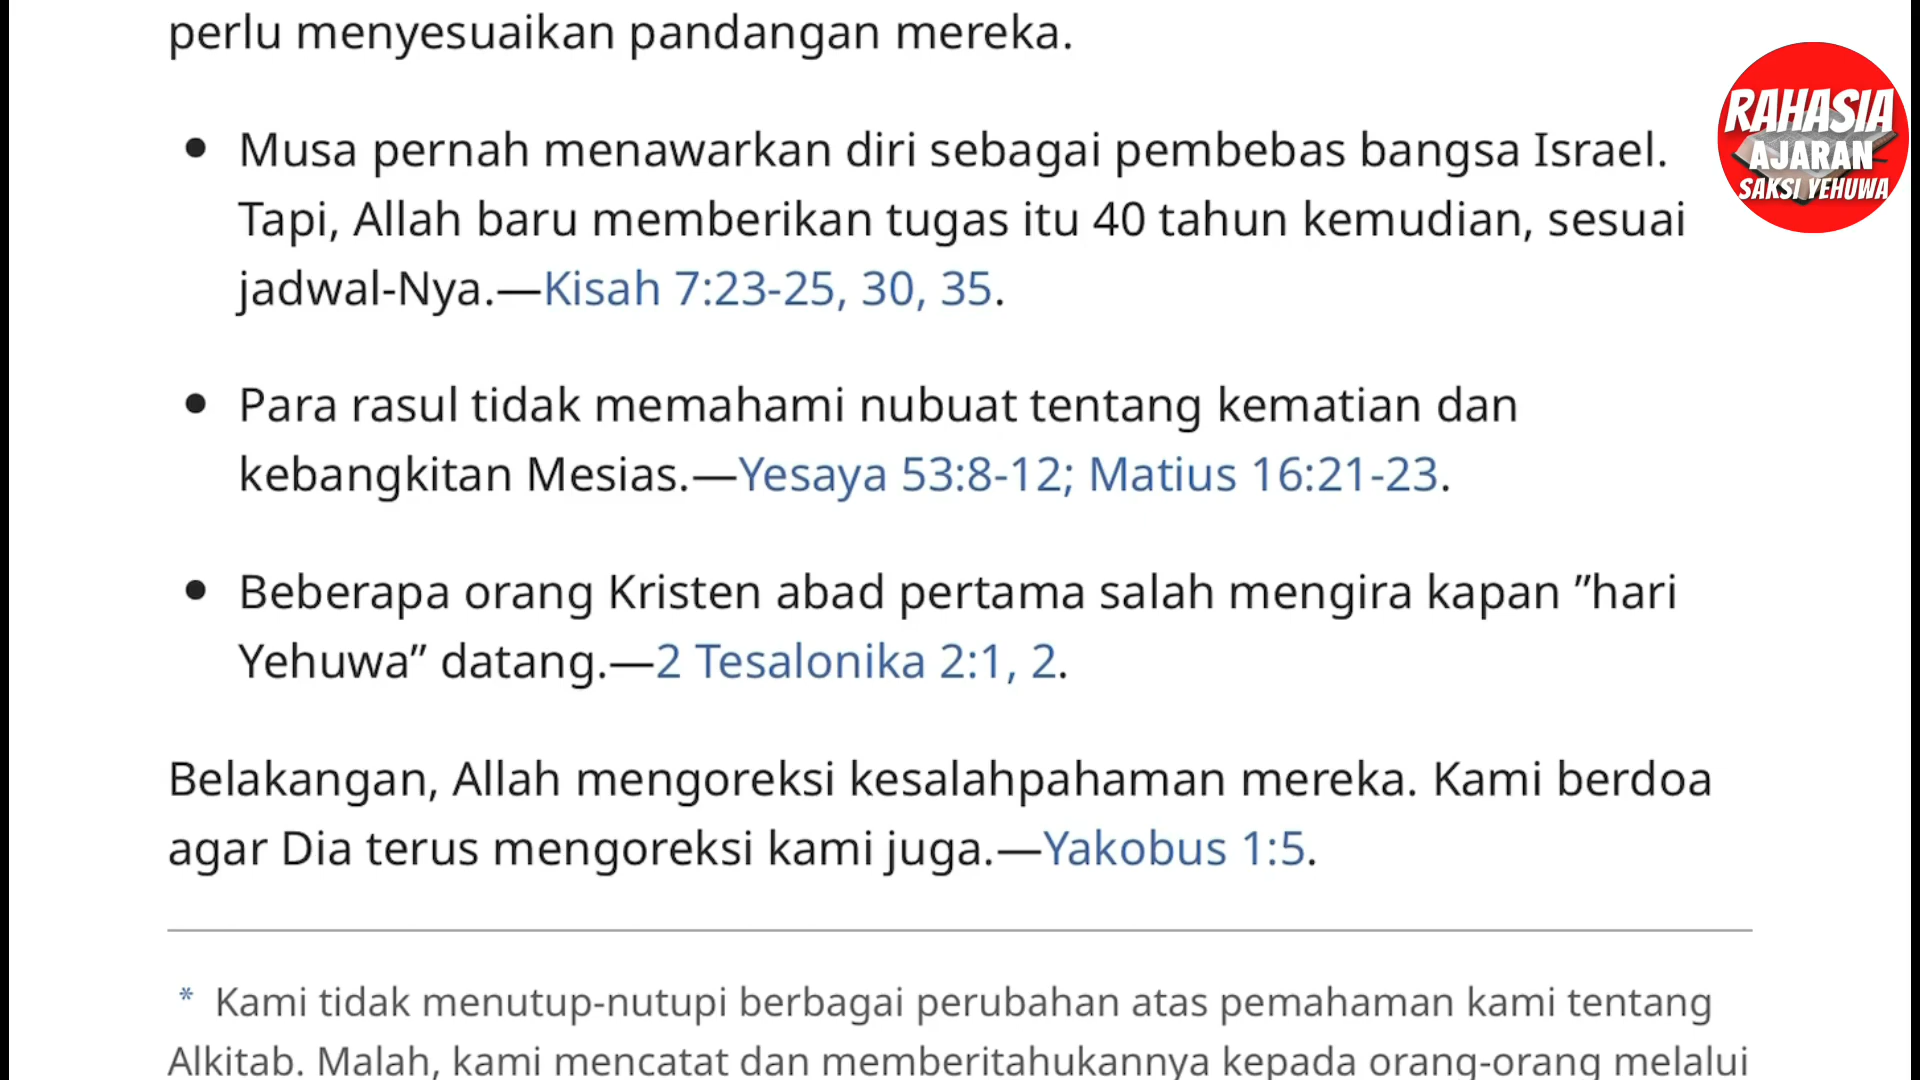 perlu menyesuaikan pandangan mereka.
RAHASIA
AJARAN
SAKSI YEHUWA
• Musa pernah menawarkan diri sebagai pembebas bangsa Israel.
Tapi, Allah baru memberikan tugas itu 40 tahun kemudian, sesuai
jadwal-Nya.—Kisah 7:23-25, 30, 35.
• Para rasul tidak memahami nubuat tentang kematian dan
kebangkitan Mesias.—Yesaya 53:8-12; Matius 16:21-23.
• Beberapa orang Kristen abad pertama salah mengira kapan ”hari
Yehuwa” datang.—2 Tesalonika 2:1, 2.
Belakangan, Allah mengoreksi kesalahpahaman mereka. Kami berdoa
agar Dia terus mengoreksi kami juga.—Yakobus 1:5.
* Kami tidak menutup-nutupi berbagai perubahan atas pemahaman kami tentang
Alkitab. Malah, kami mencatat dan memberitahukannya kepada orang-orang melalui